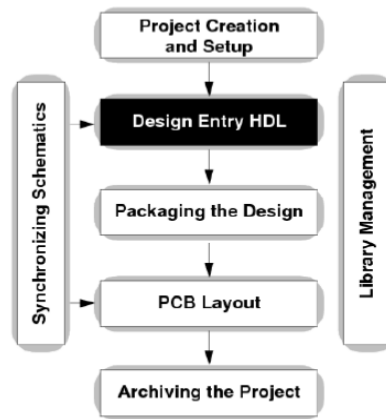 Project Creation
and Setup
Design Entry HDL
Packaging the Design
PCB Layout
Archiving the Project
Synchronizing Schematics
Library Management